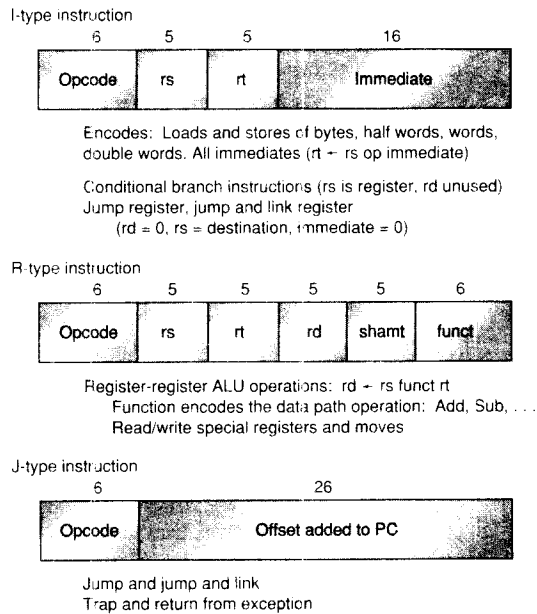 I-type instruction
6 5 5 16
Opcode rs rt Immediate
Encodes: Loads and stores of bytes, half words, words,
double words. All immediates (rt ← rs op immediate)
Conditional branch instructions (rs is register, rd unused)
Jump register, jump and link register
(rd = 0, rs = destination, immediate = 0)
R-type instruction
6 5 5 5 5 6
Opcode rs rt rd shamt funct
Register-register ALU operations: rd ← rs funct rt
Function encodes the data path operation: Add, Sub, . . .
Read/write special registers and moves
J-type instruction
6 26
Opcode Offset added to PC
Jump and jump and link
Trap and return from exception